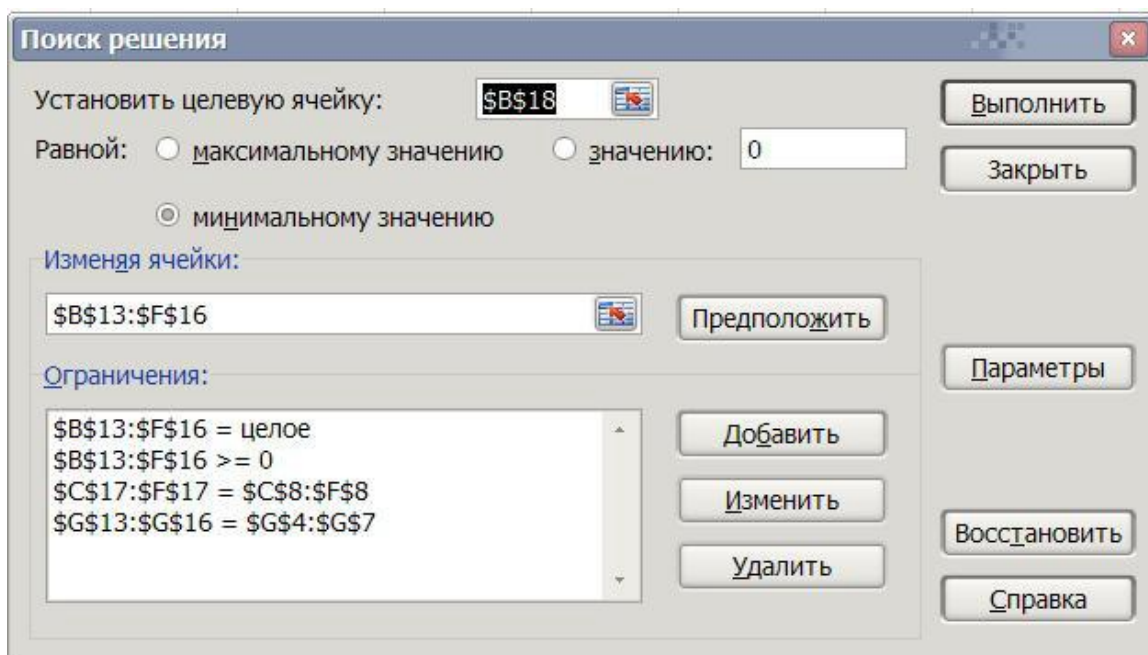 Поиск решения
Установить целевую ячейку: $B$18
Выполнить
Равной: максимальному значению значению: 0
Закрыть
минимальному значению
Изменяя ячейки:
$B$13:$F$16
Предположить
Параметры
Ограничения:
$B$13:$F$16 = целое
$B$13:$F$16 >= 0
$C$17:$F$17 = $C$8:$F$8
$G$13:$G$16 = $G$4:$G$7
Добавить
Изменить
Удалить
Восстановить
Справка